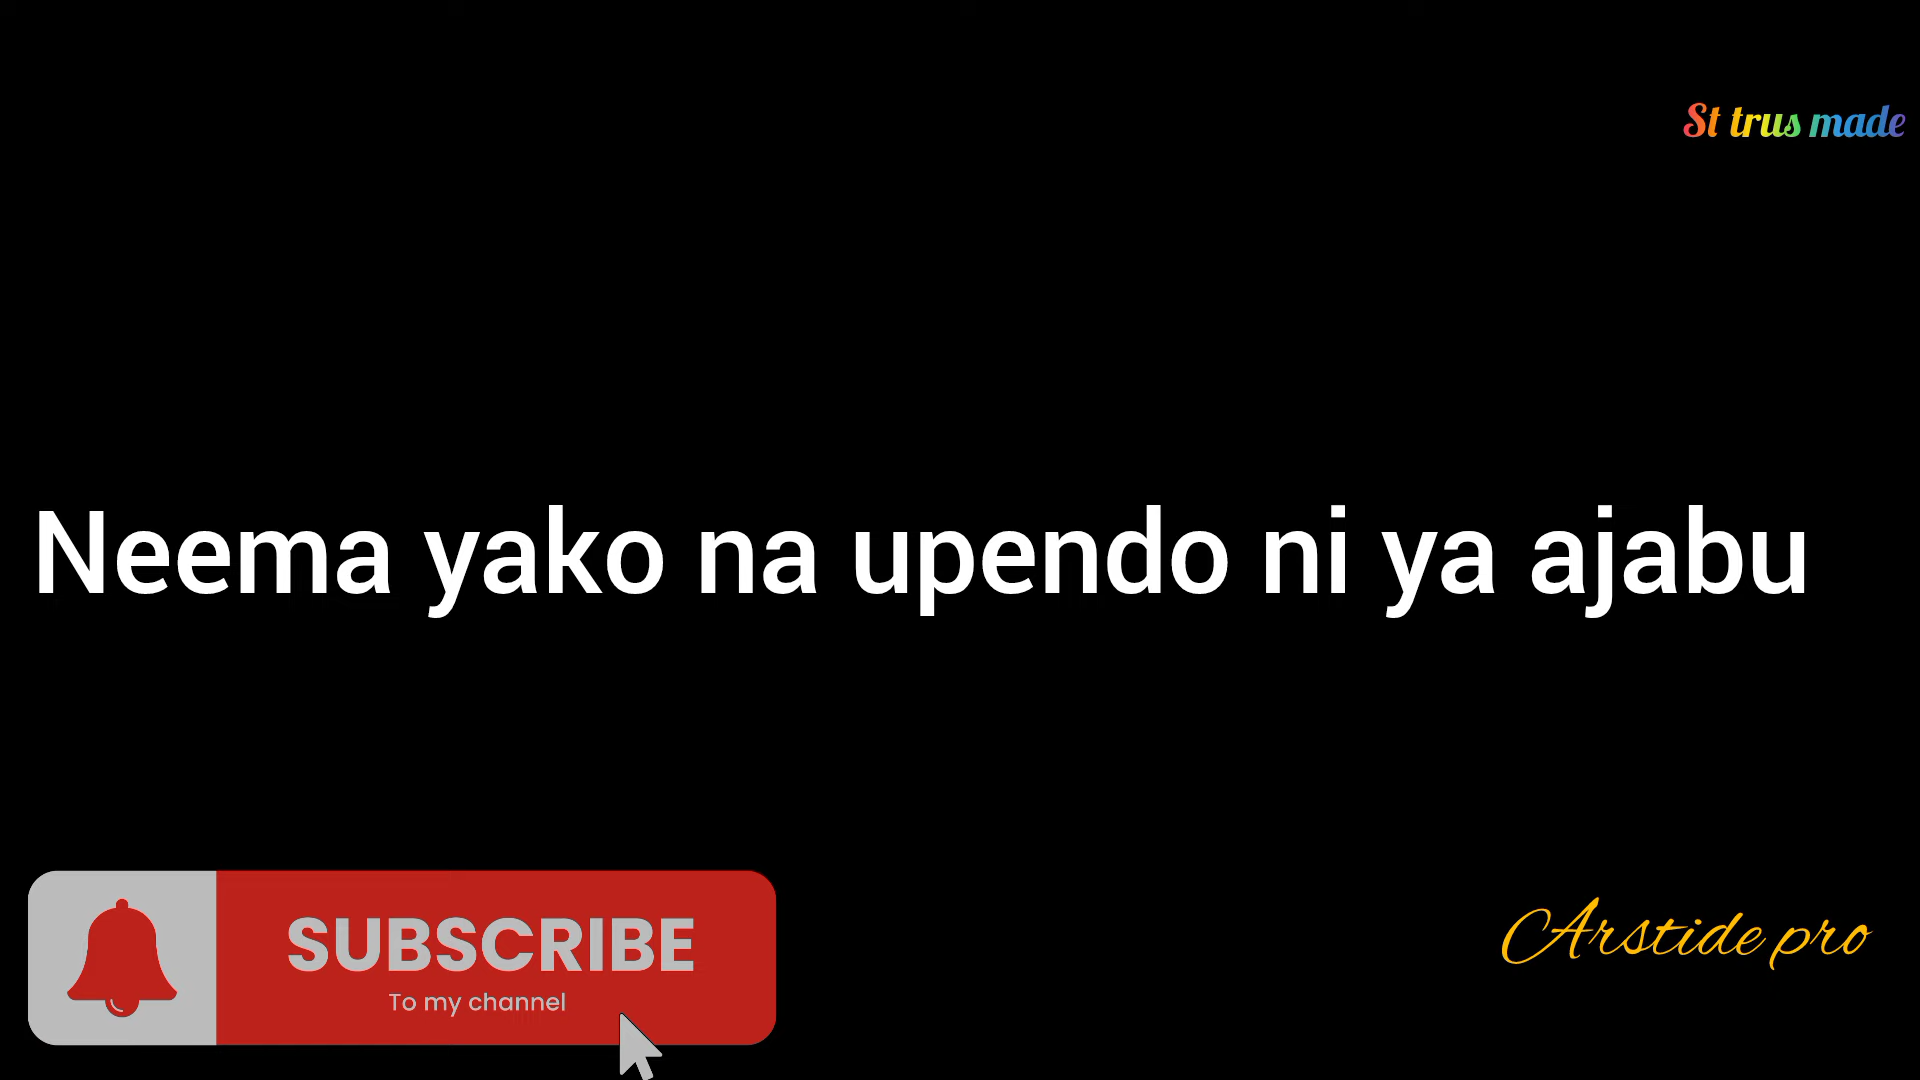 St trus made
Neema yako na upendo ni ya ajabu
SUBSCRIBE
To my channel
Arstide pro